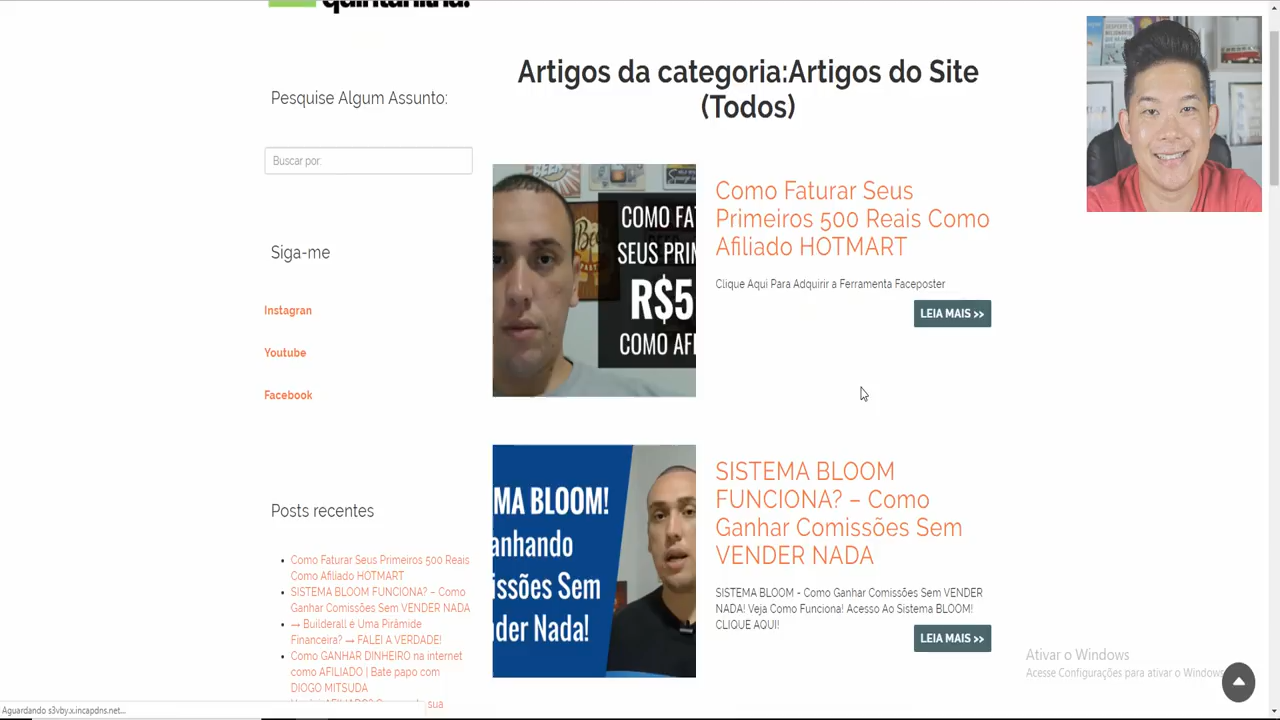 quintanilha!
Artigos da categoria:Artigos do Site
(Todos)
Pesquise Algum Assunto:
Buscar por:
Siga-me
Instagran
Youtube
Facebook
Posts recentes
Como Faturar Seus Primeiros 500 Reais
Como Afiliado HOTMART
SISTEMA BLOOM FUNCIONA? – Como
Ganhar Comissões Sem VENDER NADA
→ Builderall é Uma Pirâmide
Financeira? → FALEI A VERDADE!
Como GANHAR DINHEIRO na internet
como AFILIADO | Bate papo com
DIOGO MITSUDA
sua
COMO FA
SEUS PRIM
R$5
COMO AFI
Como Faturar Seus
Primeiros 500 Reais Como
Afiliado HOTMART
Clique Aqui Para Adquirir a Ferramenta Faceposter
LEIA MAIS >>
MA BLOOM!
anhando
issões Sem
nder Nada!
SISTEMA BLOOM
FUNCIONA? – Como
Ganhar Comissões Sem
VENDER NADA
SISTEMA BLOOM - Como Ganhar Comissões Sem VENDER
NADA! Veja Como Funciona! Acesso Ao Sistema BLOOM!
CLIQUE AQUI!
LEIA MAIS >>
Ativar o Windows
Acesse Configurações para ativar o Windows
Aguardando s3vby.x.incapdns.net...